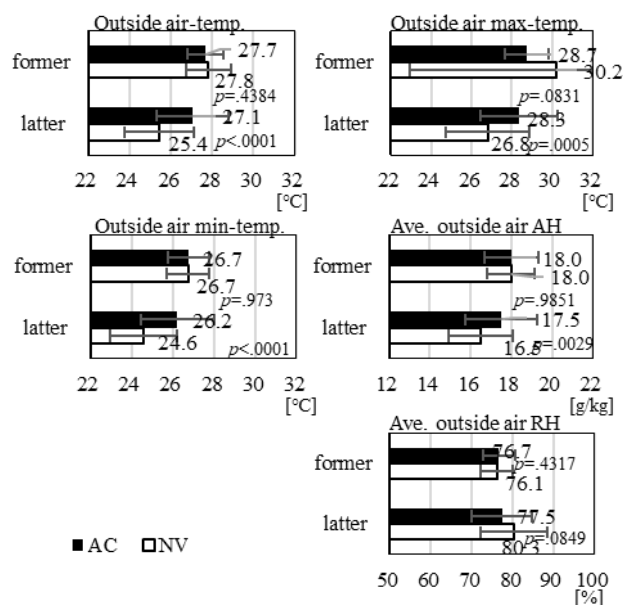 Outside air-temp.
former
27.7
27.8
p=.4384
latter
27.1
25.4
p<.0001
22 24 26 28 30 32
[°C]
Outside air max-temp.
former
28.7
30.2
p=.0831
latter
28.3
26.8
p=.0005
22 24 26 28 30 32
[°C]
Outside air min-temp.
former
26.7
26.7
p=.973
latter
26.2
24.6
p<.0001
22 24 26 28 30 32
[°C]
Ave. outside air AH
former
18.0
18.0
p=.9851
latter
17.5
16.5
p=.0029
12 14 16 18 20 22
[g/kg]
Ave. outside air RH
former
76.7
76.1
p=.4317
latter
77.5
80.3
p=.0849
50 60 70 80 90 100
[%]
AC NV